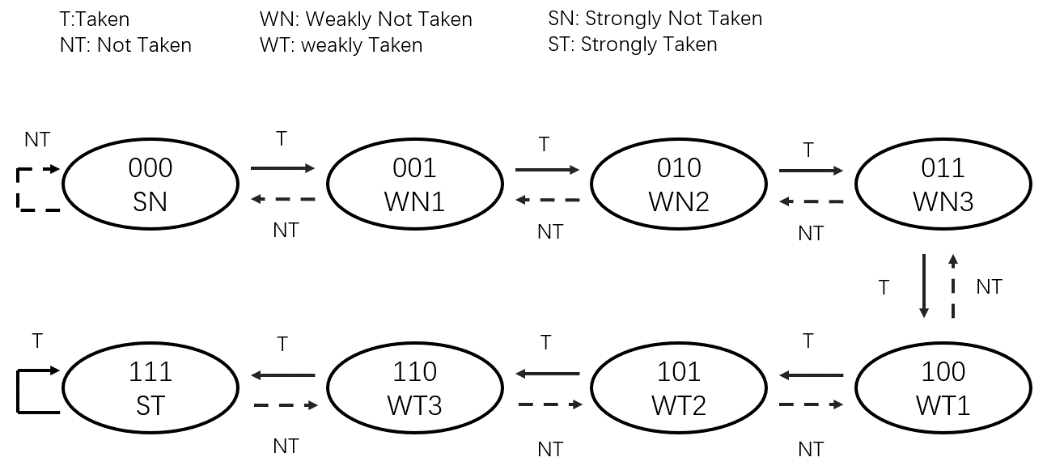 T:Taken
WN: Weakly Not Taken
SN: Strongly Not Taken
NT: Not Taken
WT: weakly Taken
ST: Strongly Taken
NT
T
T
T
000
SN
001
WN1
010
WN2
011
WN3
NT
NT
NT
T
NT
T
T
T
T
111
ST
110
WT3
101
WT2
100
WT1
NT
NT
NT